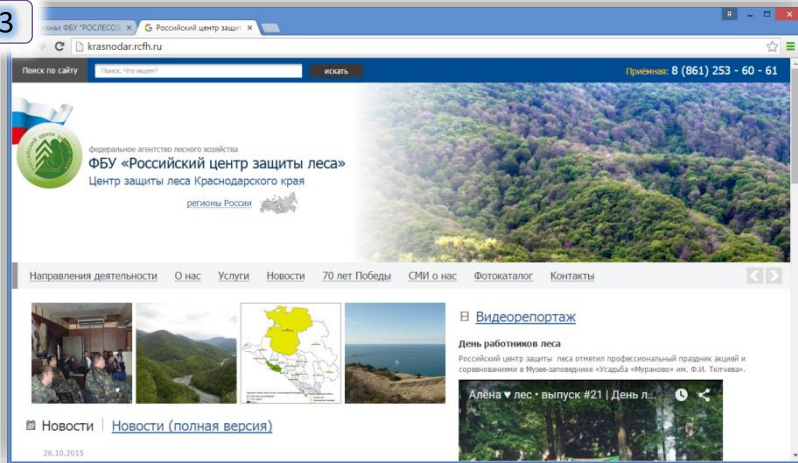 3
Российский центр защит
krasnodar.rcfh.ru
Поиск по сайту
Поиск. Что ищем?
искать
Приёмная: 8 (861) 253 - 60 - 61
федеральное агентство лесного хозяйства
ФБУ «Российский центр защиты леса»
Центр защиты леса Краснодарского края
регионы России
Направления деятельности О нас Услуги Новости 70 лет Победы СМИ о нас Фотокаталог Контакты
Видеорепортаж
День работников леса
Российский центр защиты леса отметил профессиональный праздник акцией и
соревнованиями в Музее-заповеднике «Усадьба «Мураново» им. Ф.И. Тютчева».
Алёна ♥ лес • выпуск #21 | День л...
Новости Новости (полная версия)
26.10.2015